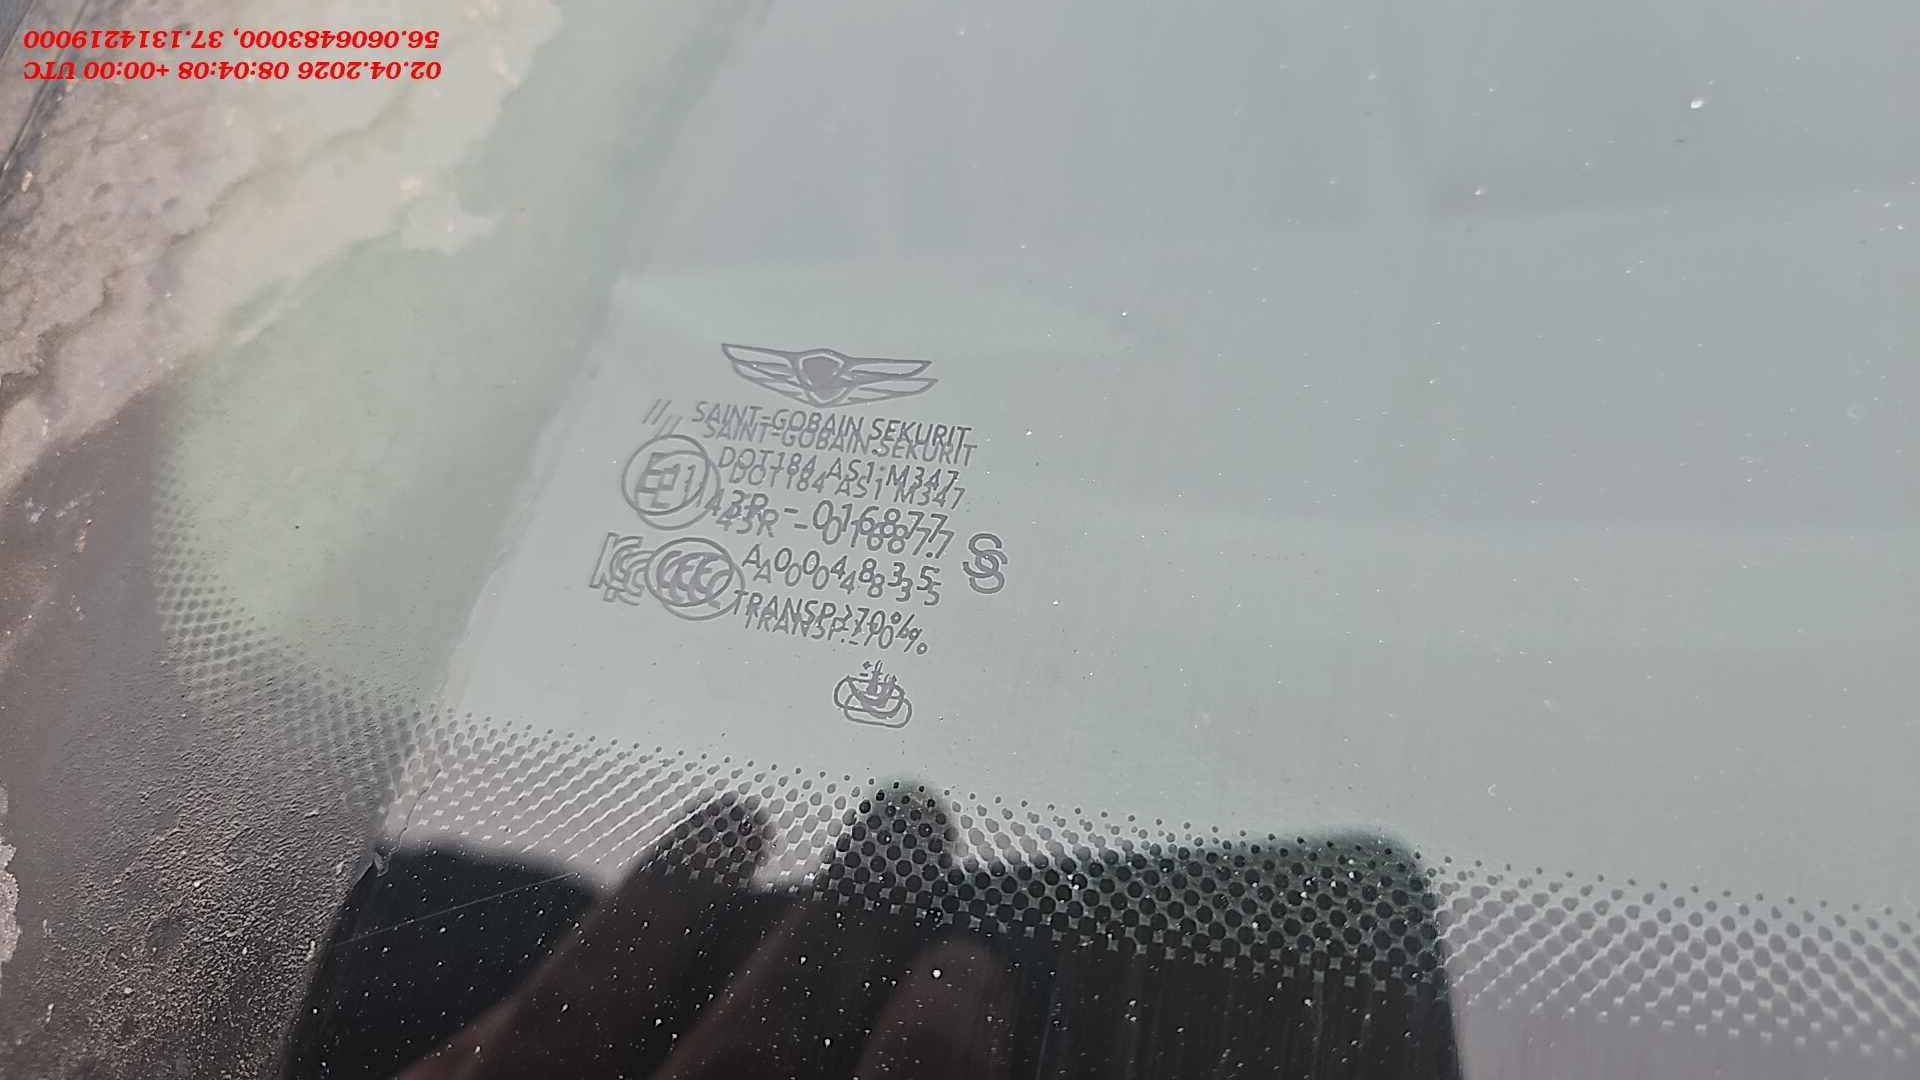 56.0606483000, 37.1314219000
02.04.2026 08:04:08 +00:00 UTC
// SAINT-GOBAIN SEKURIT
DOT184 AS1 M347
43R - 016877
S
CCC
A0004835
TRANSP.≥70%